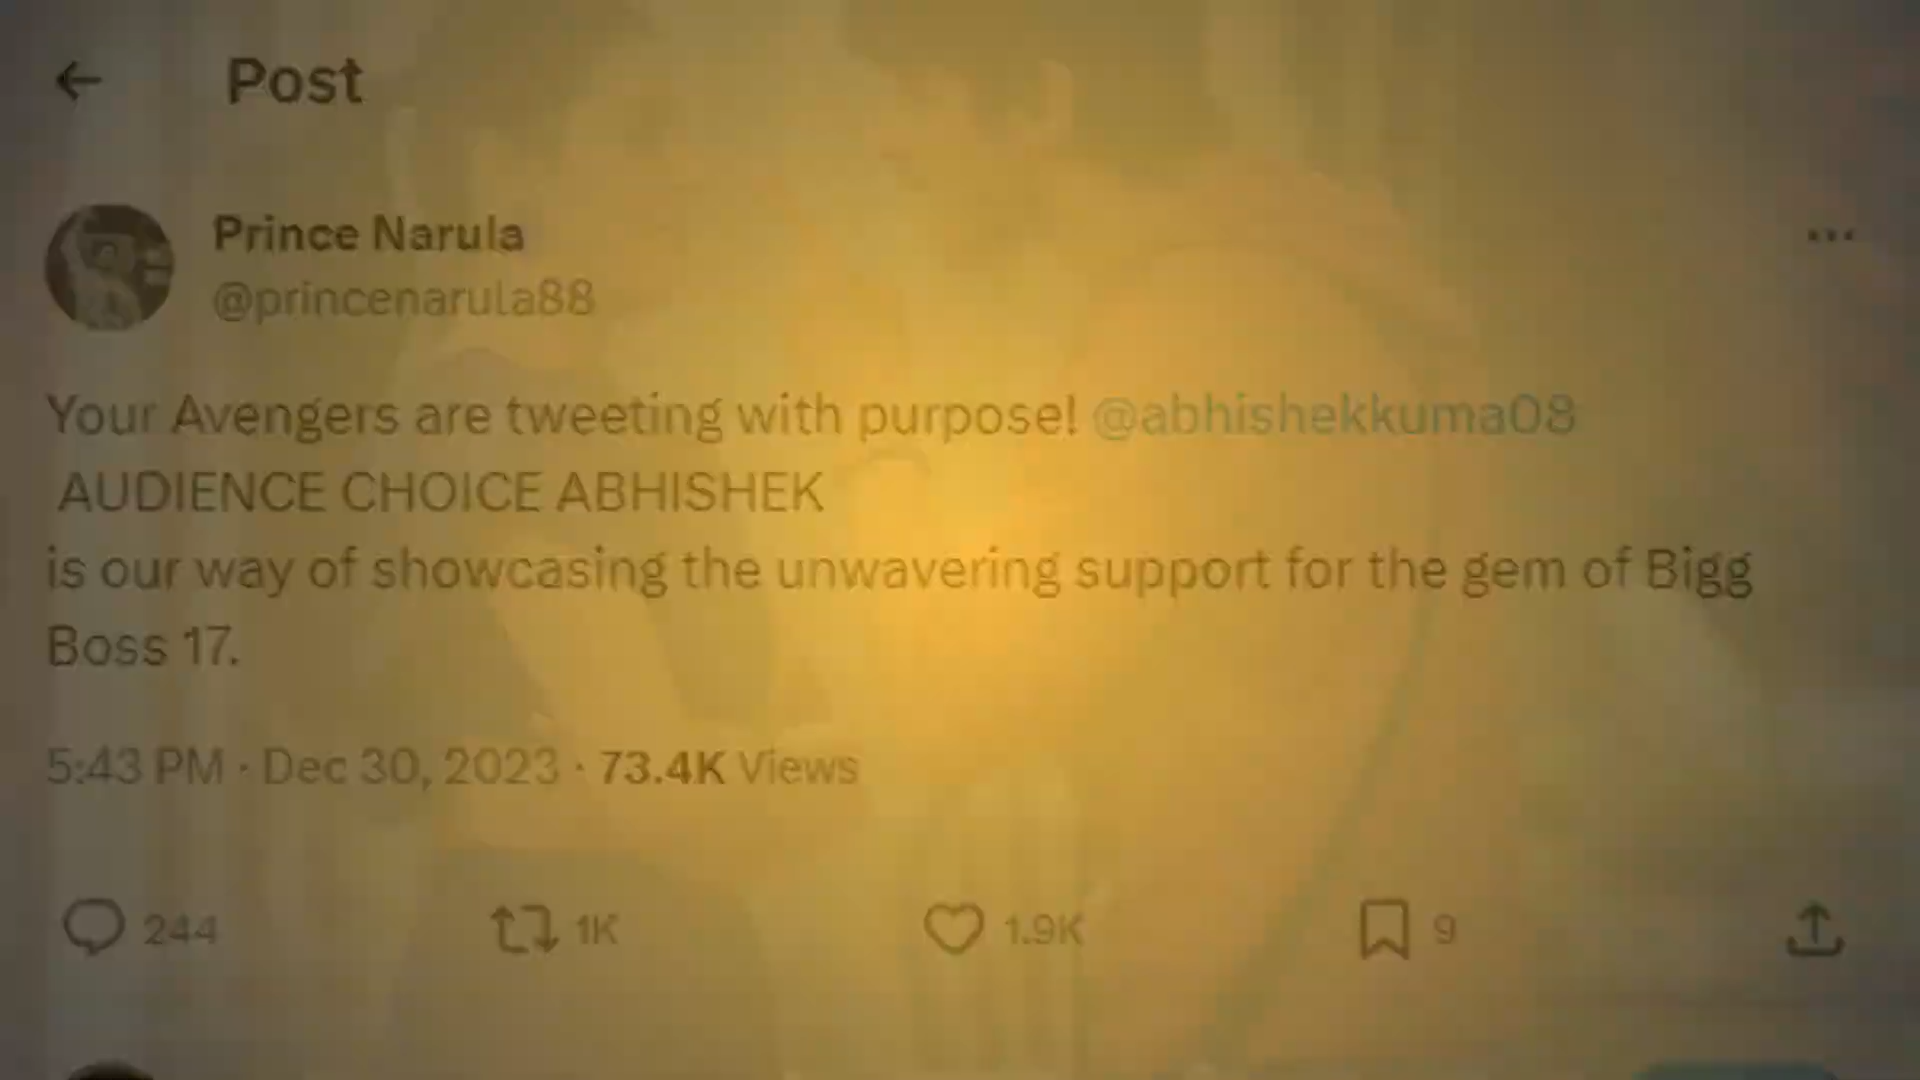 Post
Prince Narula
@princenarula88
Your Avengers are tweeting with purpose! @abhishekkuma08
AUDIENCE CHOICE ABHISHEK
is our way of showcasing the unwavering support for the gem of Bigg
Boss 17.
5:43 PM · Dec 30, 2023 · 73.4K Views
244 1K 1.9K 9